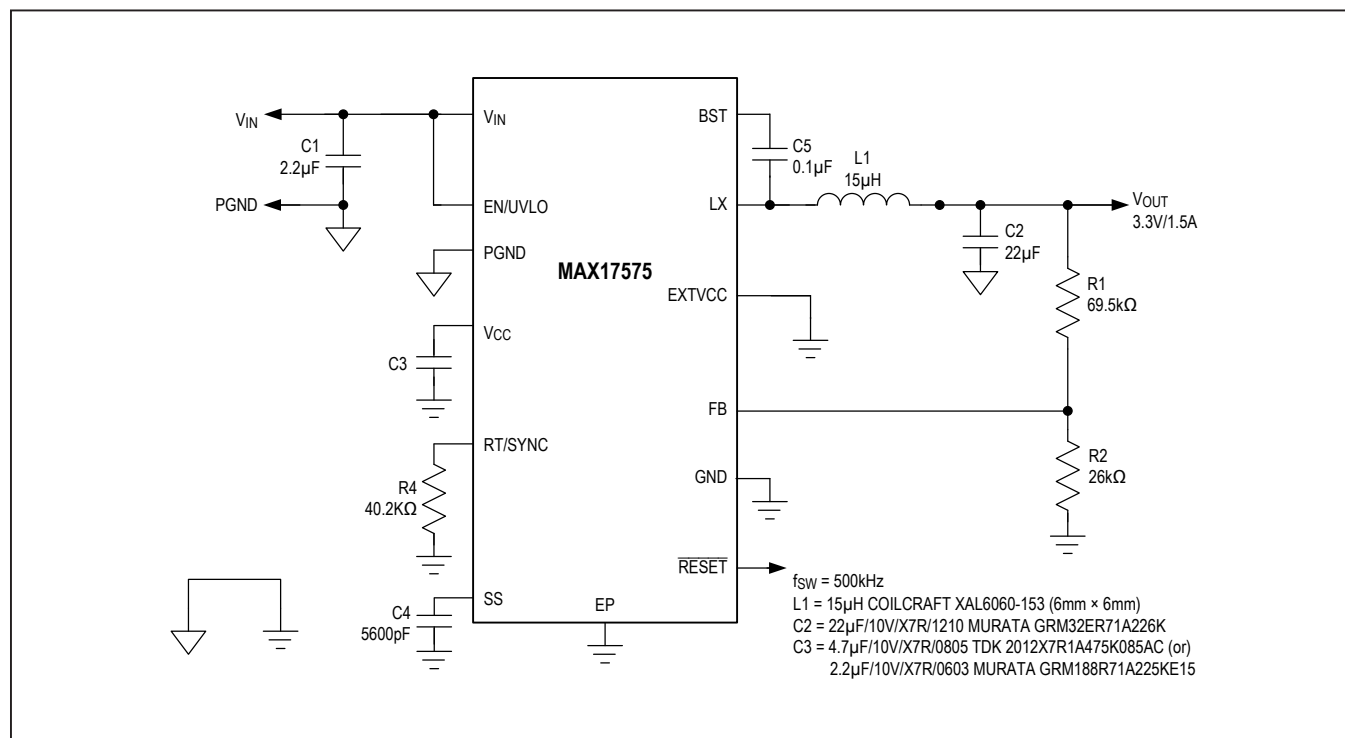 VIN
C1
2.2µF
PGND
VIN
EN/UVLO
PGND
VCC
C3
RT/SYNC
R4
40.2KΩ
SS
C4
5600pF
MAX17575
EP
BST
C5
0.1µF
L1
15µH
LX
VOUT
3.3V/1.5A
C2
22µF
EXTVCC
R1
69.5kΩ
FB
R2
26kΩ
GND
RESET
fSW = 500kHz
L1 = 15µH COILCRAFT XAL6060-153 (6mm × 6mm)
C2 = 22µF/10V/X7R/1210 MURATA GRM32ER71A226K
C3 = 4.7µF/10V/X7R/0805 TDK 2012X7R1A475K085AC (or)
2.2µF/10V/X7R/0603 MURATA GRM188R71A225KE15